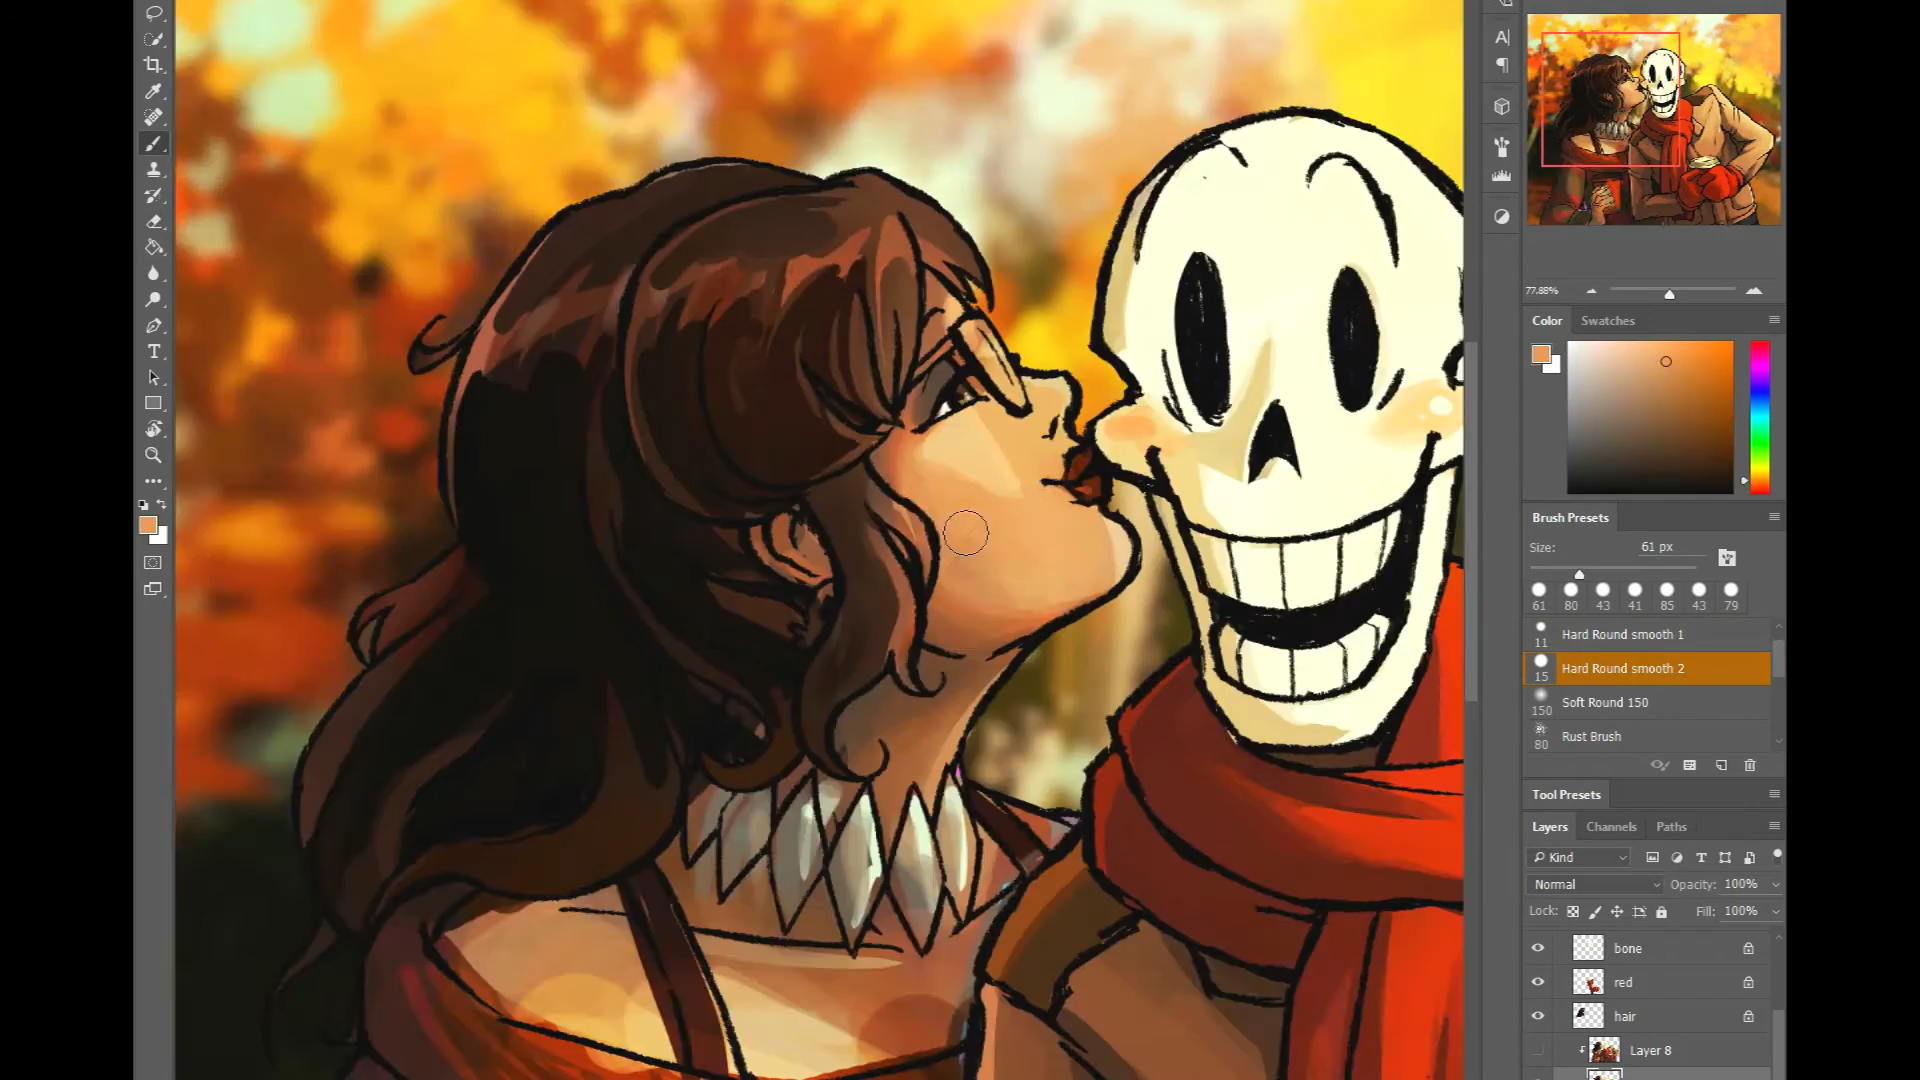 77.88%
Color
Swatches
Brush Presets
Size:
61 px
61 80 43 41 85 43 79
11 Hard Round smooth 1
15 Hard Round smooth 2
150 Soft Round 150
80 Rust Brush
Tool Presets
Layers Channels Paths
Kind
Normal Opacity: 100%
Lock: Fill: 100%
bone
red
hair
Layer 8